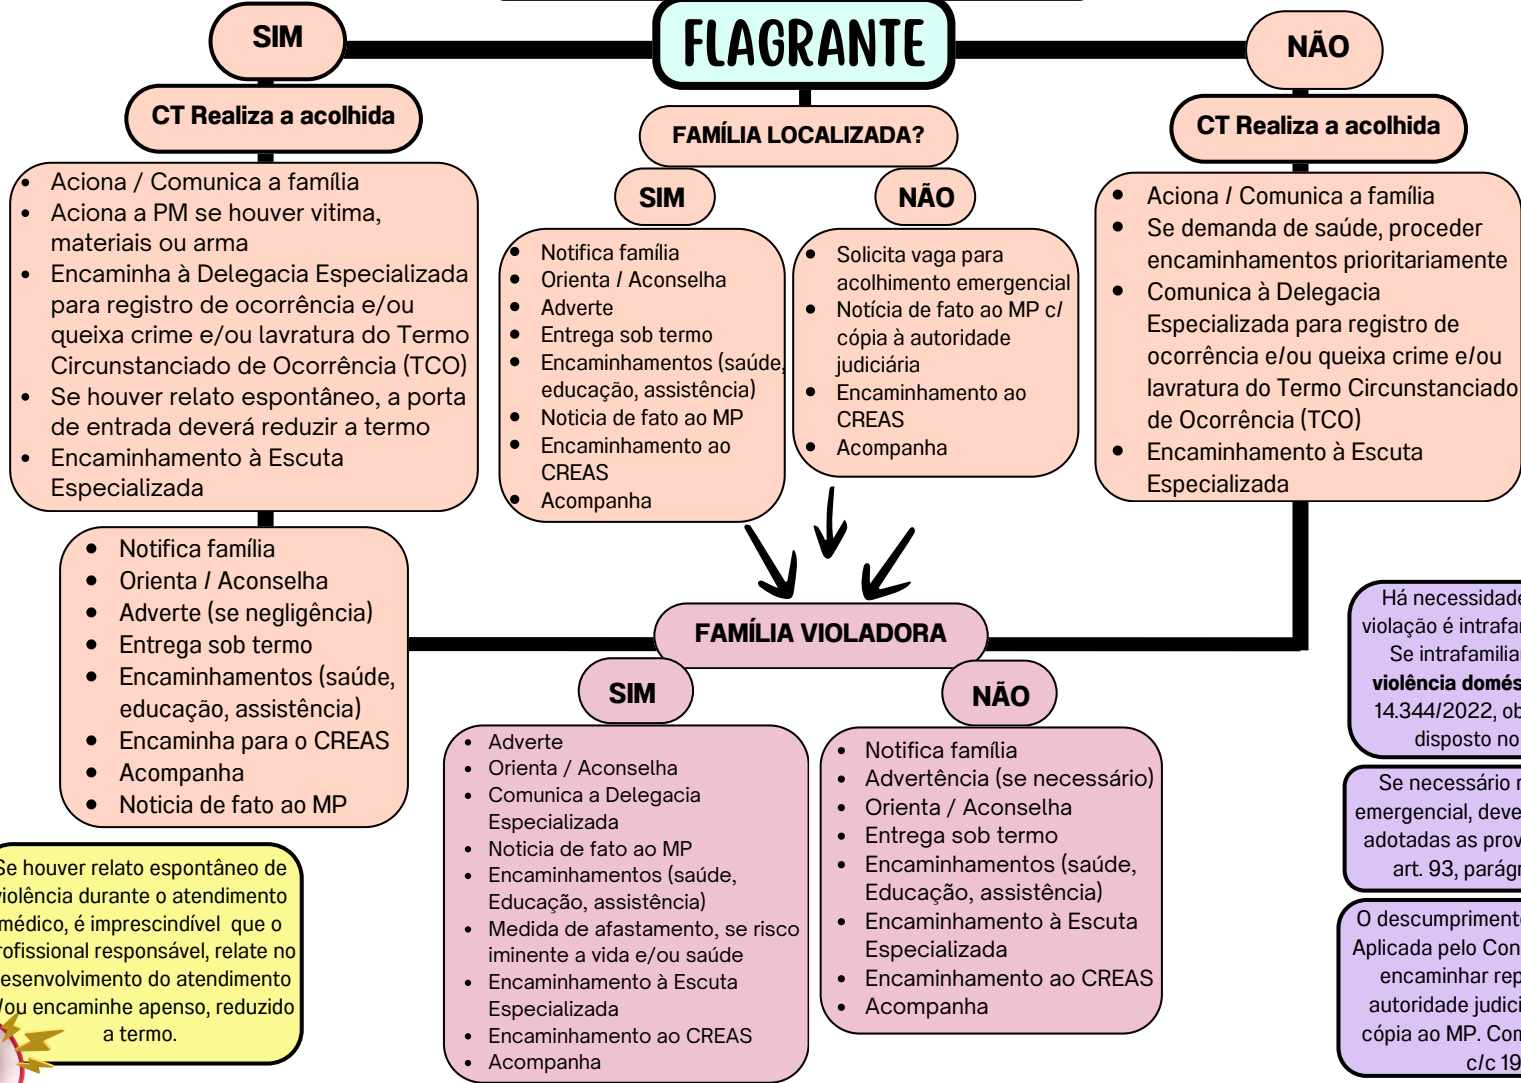 FLAGRANTE
SIM
CT Realiza a acolhida
• Aciona / Comunica a família
• Aciona a PM se houver vitima,
materiais ou arma
• Encaminha à Delegacia Especializada
para registro de ocorrência e/ou
queixa crime e/ou lavratura do Termo
Circunstanciado de Ocorrência (TCO)
• Se houver relato espontâneo, a porta
de entrada deverá reduzir a termo
• Encaminhamento à Escuta
Especializada
• Notifica família
• Orienta / Aconselha
• Adverte (se negligência)
• Entrega sob termo
• Encaminhamentos (saúde,
educação, assistência)
• Encaminha para o CREAS
• Acompanha
• Noticia de fato ao MP
FAMÍLIA LOCALIZADA?
SIM
• Notifica família
• Orienta / Aconselha
• Adverte
• Entrega sob termo
• Encaminhamentos (saúde,
educação, assistência)
• Noticia de fato ao MP
• Encaminhamento ao
CREAS
• Acompanha
NÃO
• Solicita vaga para
acolhimento emergencial
• Notícia de fato ao MP c/
cópia à autoridade
judiciária
• Encaminhamento ao
CREAS
• Acompanha
NÃO
CT Realiza a acolhida
• Aciona / Comunica a família
• Se demanda de saúde, proceder
encaminhamentos prioritariamente
• Comunica à Delegacia
Especializada para registro de
ocorrência e/ou queixa crime e/ou
lavratura do Termo Circunstanciado
de Ocorrência (TCO)
• Encaminhamento à Escuta
Especializada
FAMÍLIA VIOLADORA
SIM
• Adverte
• Orienta / Aconselha
• Comunica a Delegacia
Especializada
• Noticia de fato ao MP
• Encaminhamentos (saúde,
Educação, assistência)
• Medida de afastamento, se risco
iminente a vida e/ou saúde
• Encaminhamento à Escuta
Especializada
• Encaminhamento ao CREAS
• Acompanha
NÃO
• Notifica família
• Advertência (se necessário)
• Orienta / Aconselha
• Entrega sob termo
• Encaminhamentos (saúde,
Educação, assistência)
• Encaminhamento à Escuta
Especializada
• Encaminhamento ao CREAS
• Acompanha
Se houver relato espontâneo de
violência durante o atendimento
médico, é imprescindível que o
rofissional responsável, relate no
esenvolvimento do atendimento
/ou encaminhe apenso, reduzido
a termo.
Há necessidade
violação é intrafa
Se intrafamilia
violência domés
14.344/2022, ob
disposto no
Se necessário
emergencial, deve
adotadas as prov
art. 93, parág
O descumpriment
Aplicada pelo Con
encaminhar rep
autoridade judici
cópia ao MP. Com
c/c 19